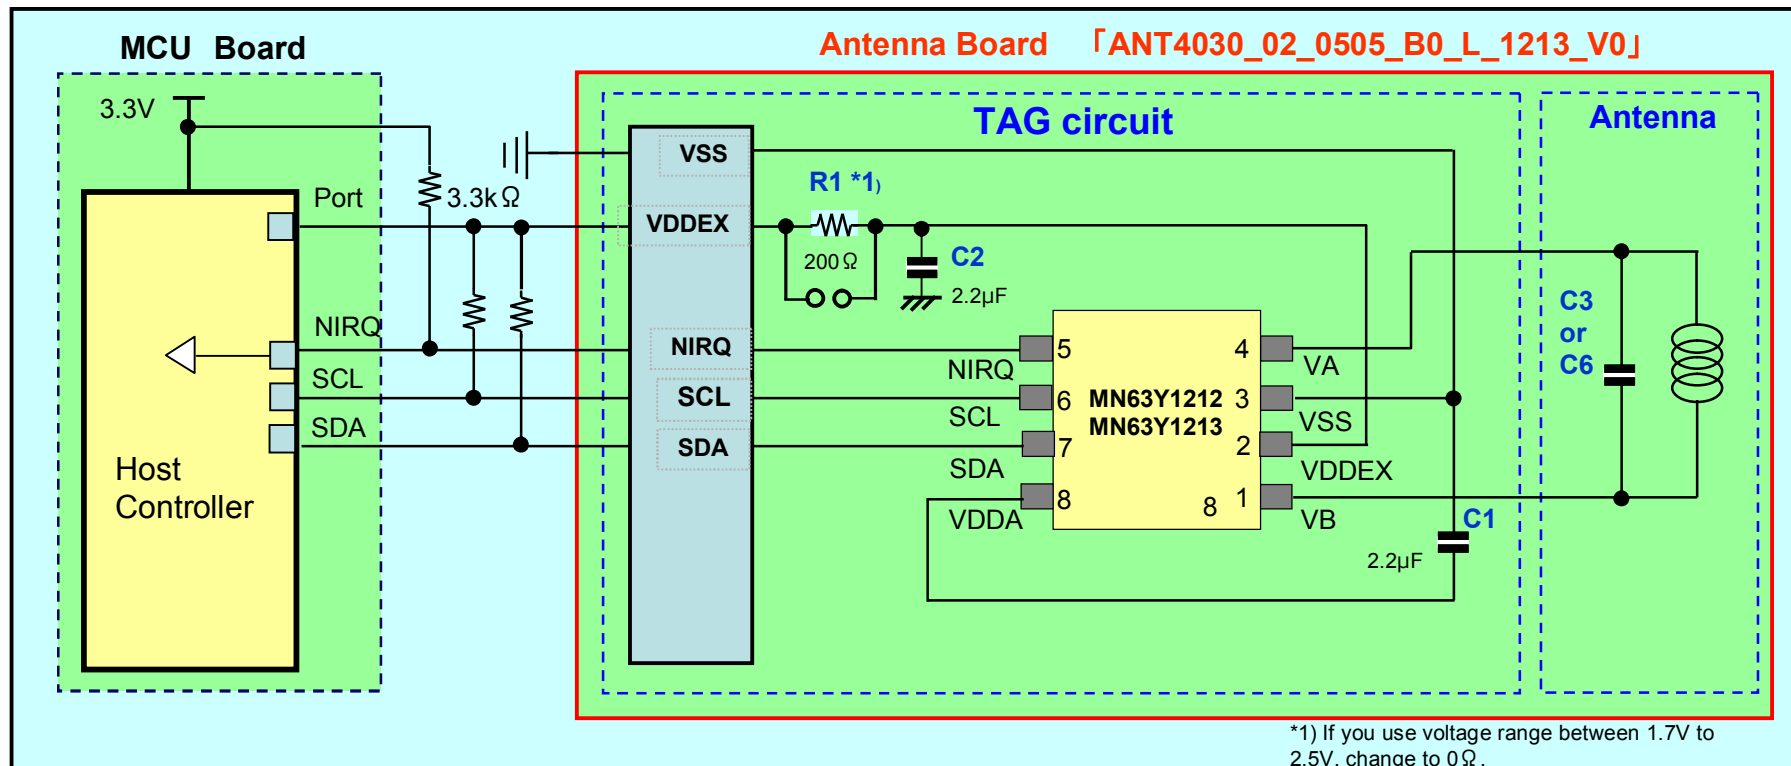 MCU Board
Antenna Board 「ANT4030_02_0505_B0_L_1213_V0」
3.3V
TAG circuit
Antenna
VSS
R1 *1)
Port
3.3kΩ
VDDEX
200Ω
C2
2.2µF
C3
or
C6
NIRQ
NIRQ
5
4
NIRQ
VA
SCL
SCL
6
MN63Y1212
3
MN63Y1213
SCL
VSS
SDA
SDA
7
2
SDA
VDDEX
Host
Controller
8
8
1
VDDA
VB
C1
2.2µF
*1) If you use voltage range between 1.7V to
2.5V, change to 0Ω.